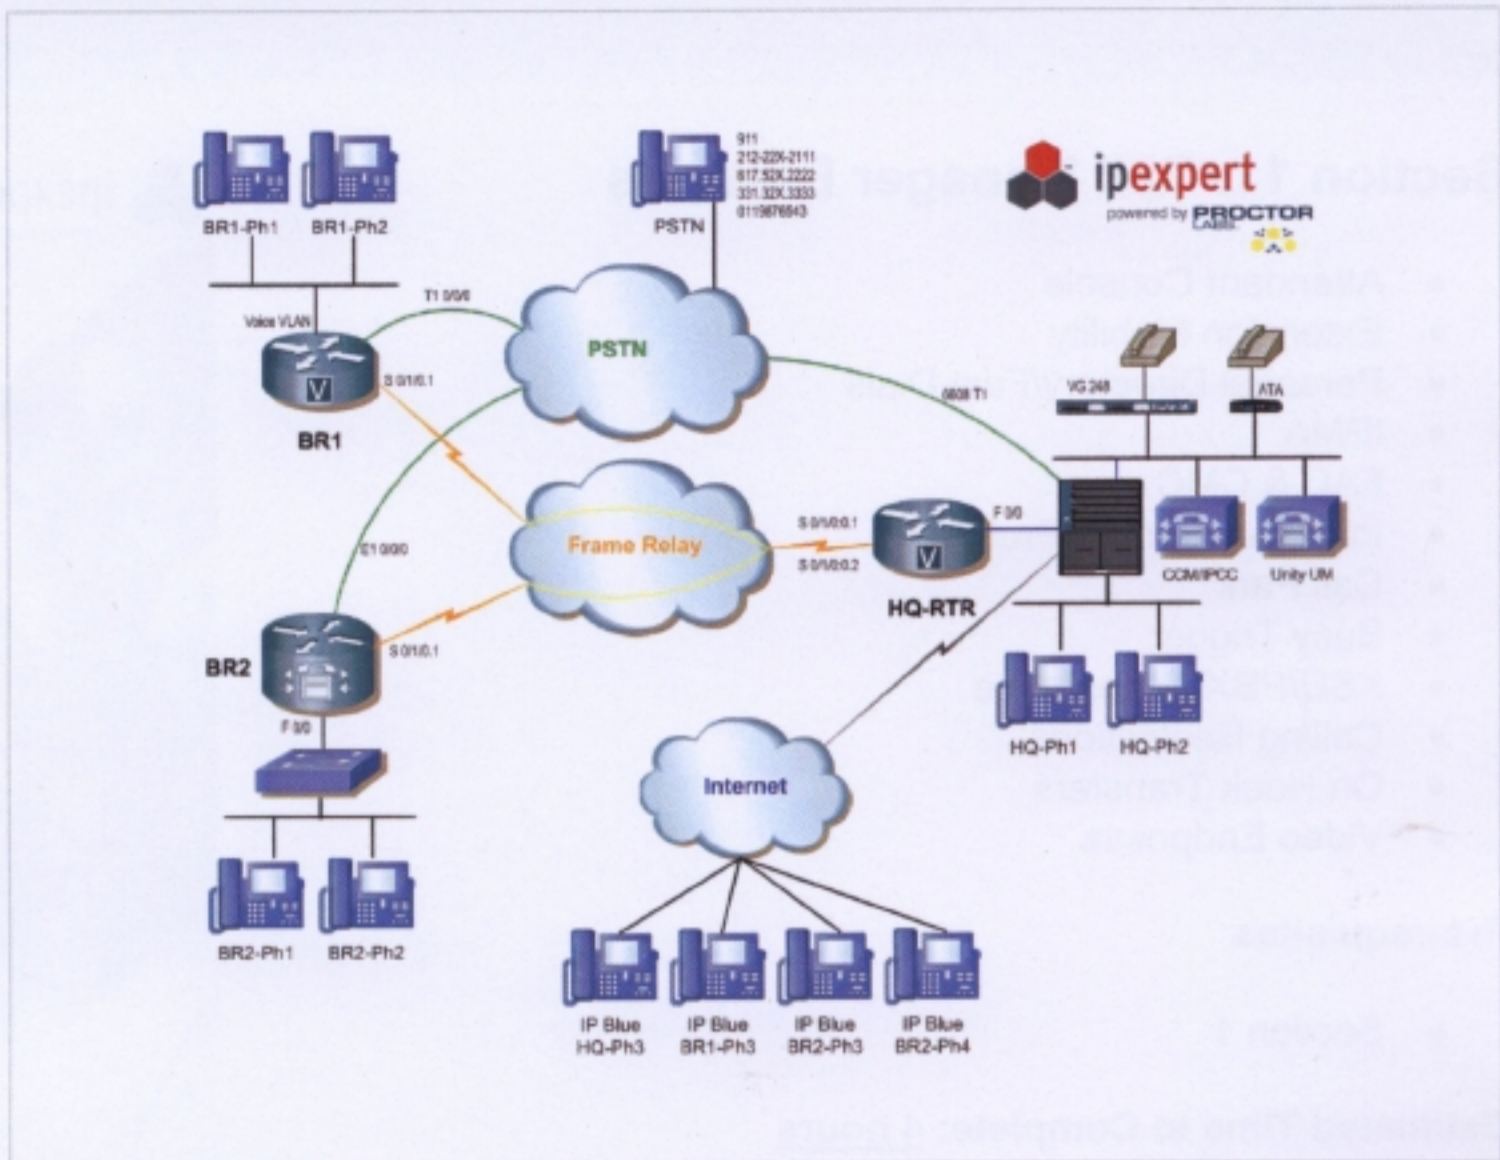 911
212-22X-2111
617.52X.2222
331.32X.3333
0119876543
ipexpert
powered by PROCTOR
LABS
BR1-Ph1
BR1-Ph2
PSTN
T1 0/0/0
Voice VLAN
PSTN
S 0/1/0.1
6608 T1
VG 248
ATA
BR1
Frame Relay
S 0/1/0:0.1
S 0/1/0:0.2
F 0/0
E1 0/0/0
HQ-RTR
CCM/IPCC
Unity UM
BR2
S 0/1/0.1
F 0/0
HQ-Ph1
HQ-Ph2
Internet
BR2-Ph1
BR2-Ph2
IP Blue
HQ-Ph3
IP Blue
BR1-Ph3
IP Blue
BR2-Ph3
IP Blue
BR2-Ph4